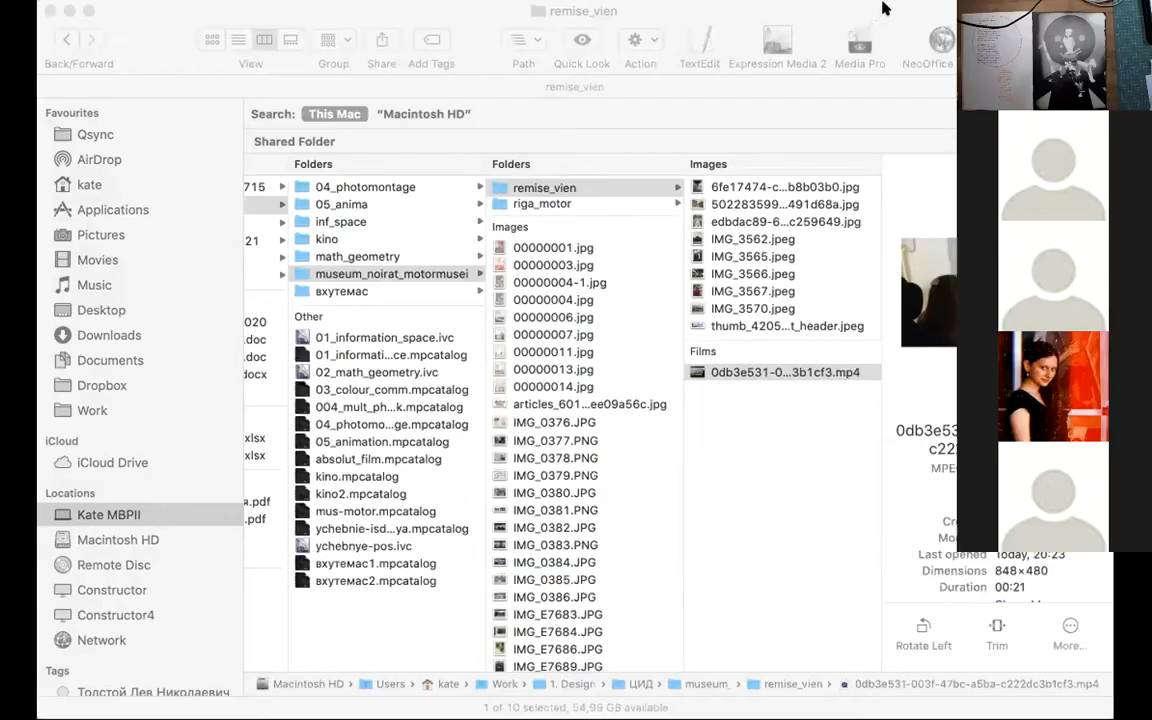 remise_vien
Back/Forward
View
Group
Share
Add Tags
Path
Quick Look
Action
TextEdit
Expression Media 2
Media Pro
NeoOffice
remise_vien
Favourites
Qsync
AirDrop
kate
Applications
Pictures
Movies
Music
Desktop
Downloads
Documents
Dropbox
Work
iCloud
iCloud Drive
Locations
Kate MBPII
Macintosh HD
Remote Disc
Constructor
Constructor4
Network
Tags
Толстой Лев Николаевич
Search: This Mac "Macintosh HD"
Shared Folder
715
21
020
.doc
.doc
ocx
.xlsx
.xlsx
я.pdf
.pdf
Folders
04_photomontage
05_anima
inf_space
kino
math_geometry
museum_noirat_motormusei
вхутемас
Other
01_information_space.ivc
01_informati...ce.mpcatalog
02_math_geometry.ivc
03_colour_comm.mpcatalog
004_mult_ph...k.mpcatalog
04_photomo...ge.mpcatalog
05_animation.mpcatalog
absolut_film.mpcatalog
kino.mpcatalog
kino2.mpcatalog
mus-motor.mpcatalog
ychebnie-isd...ya.mpcatalog
ychebnye-pos.ivc
вхутемас1.mpcatalog
вхутемас2.mpcatalog
Folders
remise_vien
riga_motor
Images
00000001.jpg
00000003.jpg
00000004-1.jpg
00000004.jpg
00000006.jpg
00000007.jpg
00000011.jpg
00000013.jpg
00000014.jpg
articles_601...ee09a56c.jpg
IMG_0376.JPG
IMG_0377.PNG
IMG_0378.PNG
IMG_0379.PNG
IMG_0380.JPG
IMG_0381.PNG
IMG_0382.JPG
IMG_0383.PNG
IMG_0384.JPG
IMG_0385.JPG
IMG_0386.JPG
IMG_E7683.JPG
IMG_E7684.JPG
IMG_E7686.JPG
IMG_E7689.JPG
Images
6fe17474-c...b8b03b0.jpg
502283599...491d68a.jpg
edbdac89-6...c259649.jpg
IMG_3562.jpeg
IMG_3565.jpeg
IMG_3566.jpeg
IMG_3567.jpeg
IMG_3570.jpeg
thumb_4205...t_header.jpeg
Films
0db3e531-0...3b1cf3.mp4
0db3e53
c22
MPE
Cre
Mo
Last opened Today, 20:23
Dimensions 848×480
Duration 00:21
Rotate Left
Trim
More...
Macintosh HD › Users › kate › Work › 1. Design › ЦИД › museum_ › remise_vien › 0db3e531-003f-47bc-a5ba-c222dc3b1cf3.mp4
1 of 10 selected, 54,99 GB available